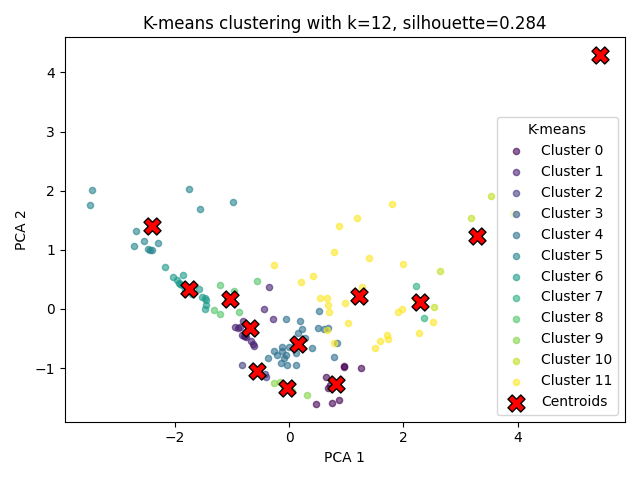 K-means clustering with k=12, silhouette=0.284
PCA 2
4
3
2
1
0
−1
−2
0
2
4
PCA 1
K-means
Cluster 0
Cluster 1
Cluster 2
Cluster 3
Cluster 4
Cluster 5
Cluster 6
Cluster 7
Cluster 8
Cluster 9
Cluster 10
Cluster 11
Centroids